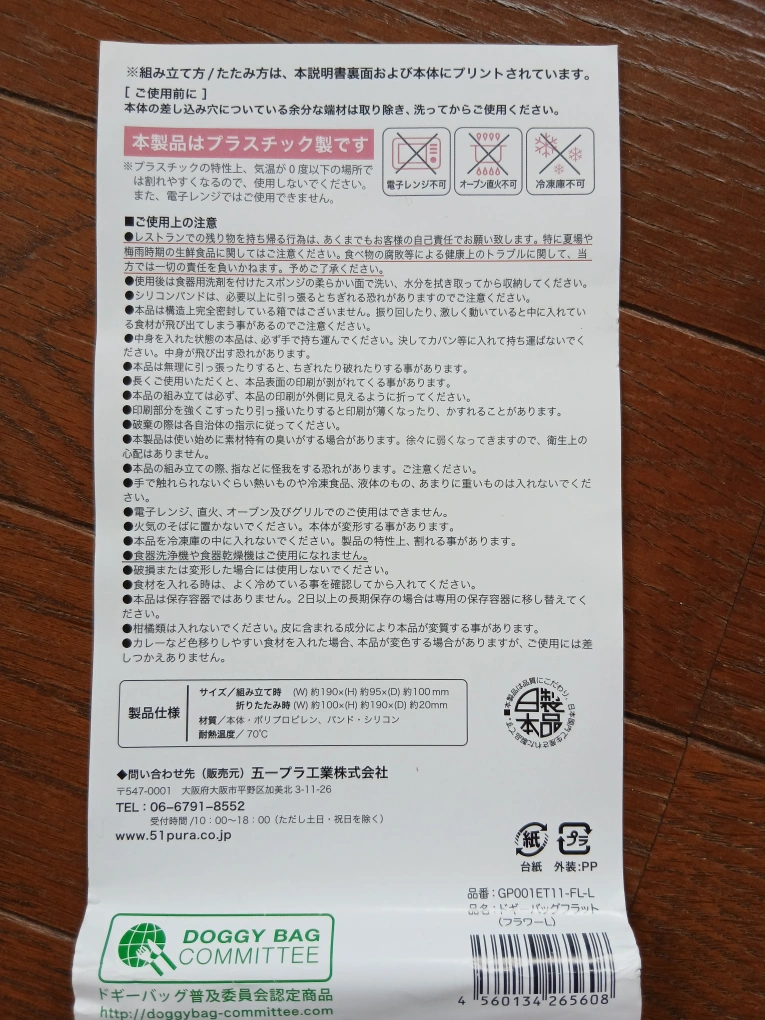 ※組み立て方/たたみ方は、本説明書裏面および本体にプリントされています。
[ ご使用前に ]
本体の差し込み穴についている余分な端材は取り除き、洗ってからご使用ください。
本製品はプラスチック製です
※プラスチックの特性上、気温が0度以下の場所で
は割れやすくなるので、使用しないでください。
また、電子レンジではご使用できません。
電子レンジ不可
オーブン直火不可
冷凍庫不可
■ご使用上の注意
●レストランでの残り物を持ち帰る行為は、あくまでもお客様の自己責任でお願い致します。特に夏場や
梅雨時期の生鮮食品に関してはご注意ください。食べ物の腐敗等による健康上のトラブルに関して、当
方では一切の責任を負いかねます。予めご了承ください。
●使用後は食器用洗剤を付けたスポンジの柔らかい面で洗い、水分を拭き取ってから収納してください。
●シリコンバンドは、必要以上に引っ張るとちぎれる恐れがありますのでご注意ください。
●本品は構造上完全密封している箱ではございません。振り回したり、激しく動いていると中に入れてい
る食材が飛び出てしまう事があるのでご注意ください。
●中身を入れた状態の本品は、必ず手で持ち運んでください。決してカバン等に入れて持ち運ばないでく
ださい。中身が飛び出す恐れがあります。
●本品は無理に引っ張ったりすると、ちぎれたり破れたりする事があります。
●長くご使用いただくと、本品表面の印刷が剥がれてくる事があります。
●本品の組み立ては必ず、本品の印刷が外側に見えるように折ってください。
●印刷部分を強くこすったり引っ掻いたりすると印刷が薄くなったり、かすれることがあります。
●破棄の際は各自治体の指示に従ってください。
●本製品は使い始めに素材特有の臭いがする場合があります。徐々に弱くなってきますので、衛生上の
心配はありません。
●本品の組み立ての際、指などに怪我をする恐れがあります。ご注意ください。
●手で触れられないぐらい熱いものや冷凍食品、液体のもの、あまりに重いものは入れないでくだ
さい。
●電子レンジ、直火、オーブン及びグリルでのご使用はできません。
●火気のそばに置かないでください。本体が変形する事があります。
●本品を冷凍庫の中に入れないでください。製品の特性上、割れる事があります。
●食器洗浄機や食器乾燥機はご使用になれません。
●破損または変形した場合には使用しないでください。
●食材を入れる時は、よく冷めている事を確認してから入れてください。
●本品は保存容器ではありません。2日以上の長期保存の場合は専用の保存容器に移し替えてく
ださい。
●柑橘類は入れないでください。皮に含まれる成分により本品が変質する事があります。
●カレーなど色移りしやすい食材を入れた場合、本品が変色する場合がありますが、ご使用には差
しつかえありません。
製品仕様
サイズ/組み立て時 (W) 約190×(H) 約95×(D) 約100mm
折りたたみ時 (W) 約100×(H) 約190×(D) 約20mm
材質/本体・ポリプロピレン、バンド・シリコン
耐熱温度/ 70℃
■本製品は品質にこだわり、日本国内で生産された製品です。
日本製品
◆問い合わせ先(販売元)五一プラ工業株式会社
〒547-0001 大阪府大阪市平野区加美北3-11-26
TEL:06-6791-8552
受付時間/10:00〜18:00(ただし土日・祝日を除く)
www.51pura.co.jp
紙
プラ
台紙 外装:PP
品番:GP001ET11-FL-L
品名:ドギーバッグフラット
(フラワーL)
DOGGY BAG
COMMITTEE
ドギーバッグ普及委員会認定商品
http://doggybag-committee.com
4 560134 265608